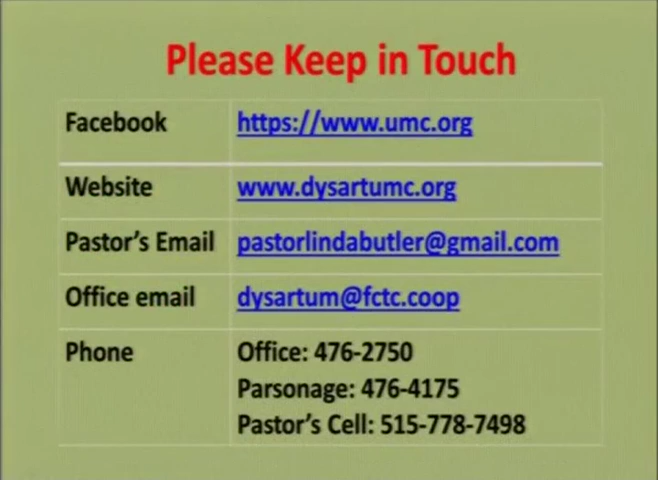 Please Keep in Touch
Facebook https://www.umc.org
Website www.dysartumc.org
Pastor's Email pastorlindabutler@gmail.com
Office email dysartum@fctc.coop
Phone Office: 476-2750
Parsonage: 476-4175
Pastor's Cell: 515-778-7498